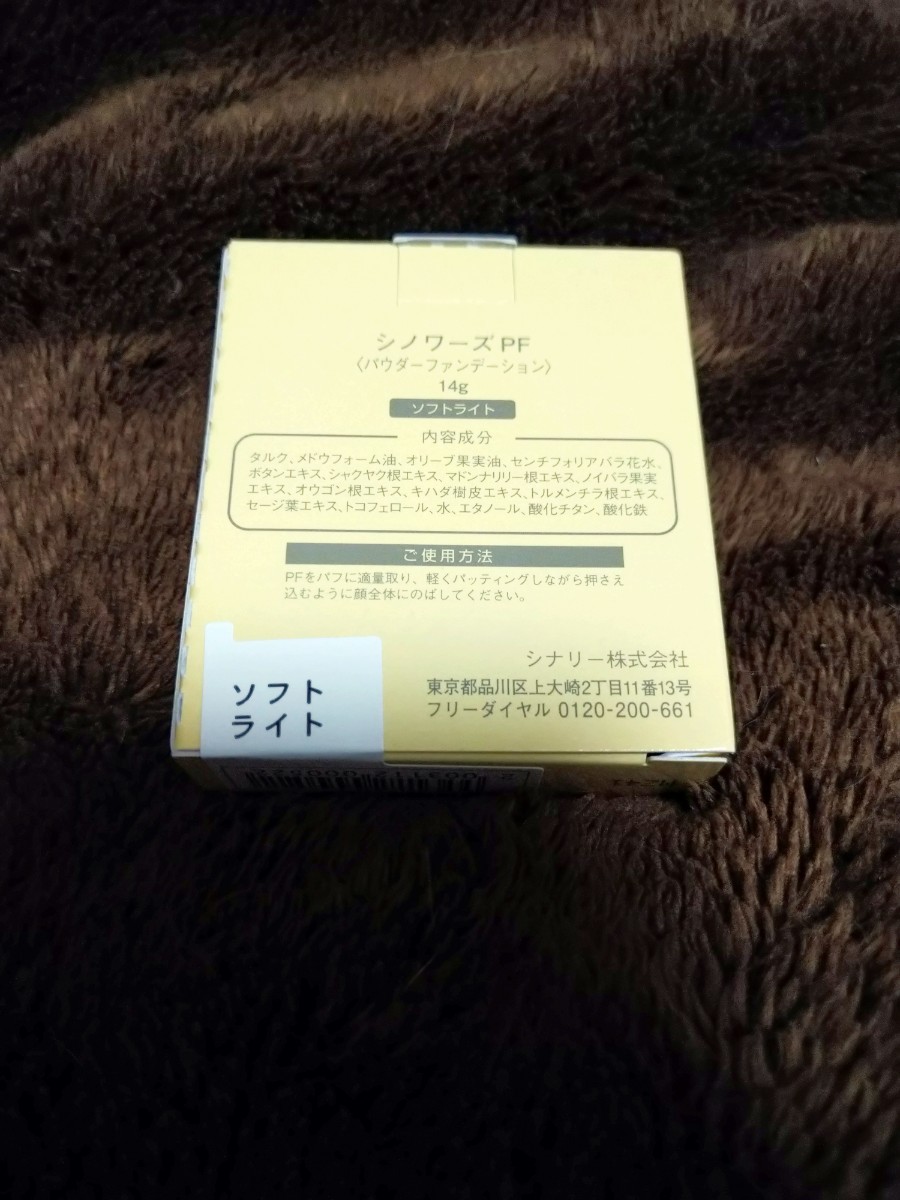 シノワーズPF
〈パウダーファンデーション〉
14g
ソフトライト
内容成分
タルク、メドウフォーム油、オリーブ果実油、センチフォリアバラ花水、
ボタンエキス、シャクヤク根エキス、マドンナリリー根エキス、ノイバラ果実
エキス、オウゴン根エキス、キハダ樹皮エキス、トルメンチラ根エキス、
セージ葉エキス、トコフェロール、水、エタノール、酸化チタン、酸化鉄
ご使用方法
PFをパフに適量取り、軽くパッティングしながら押さえ
込むように顔全体にのばしてください。
シナリー株式会社
東京都品川区上大崎2丁目11番13号
フリーダイヤル 0120-200-661
ソフト
ライト